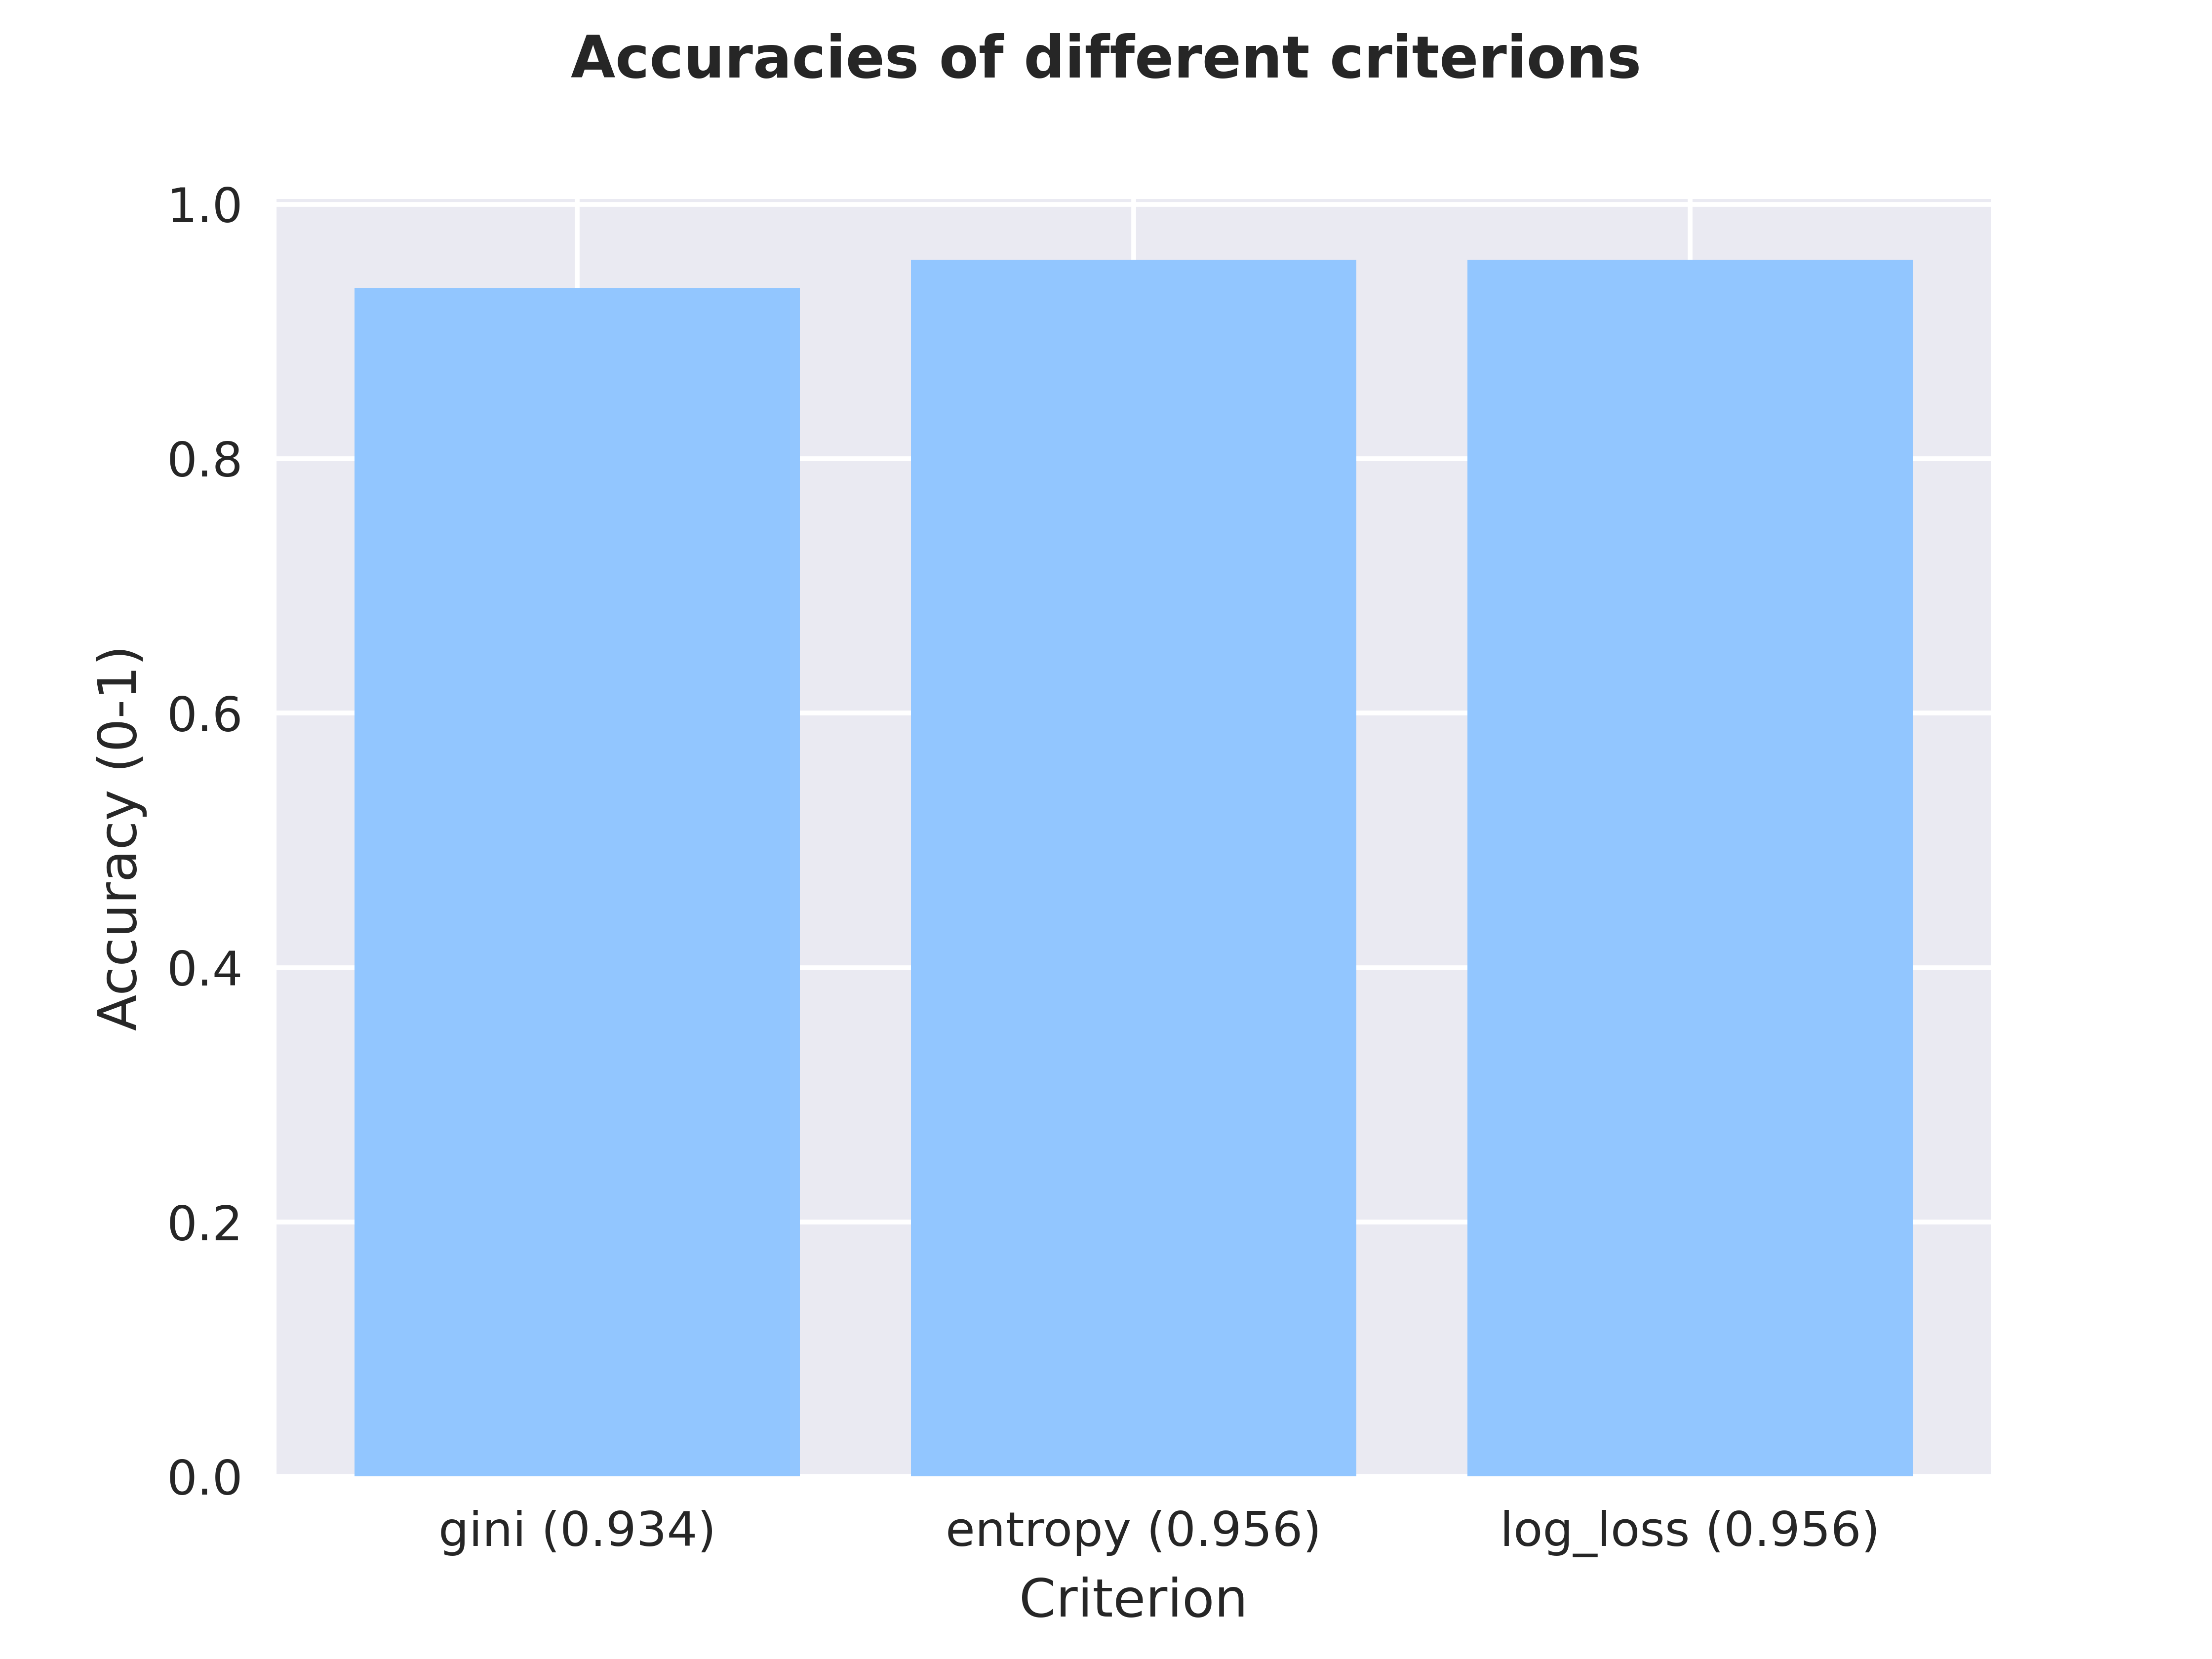 Accuracies of different criterions
Accuracy (0-1)
1.0
0.8
0.6
0.4
0.2
0.0
gini (0.934)
entropy (0.956)
log_loss (0.956)
Criterion